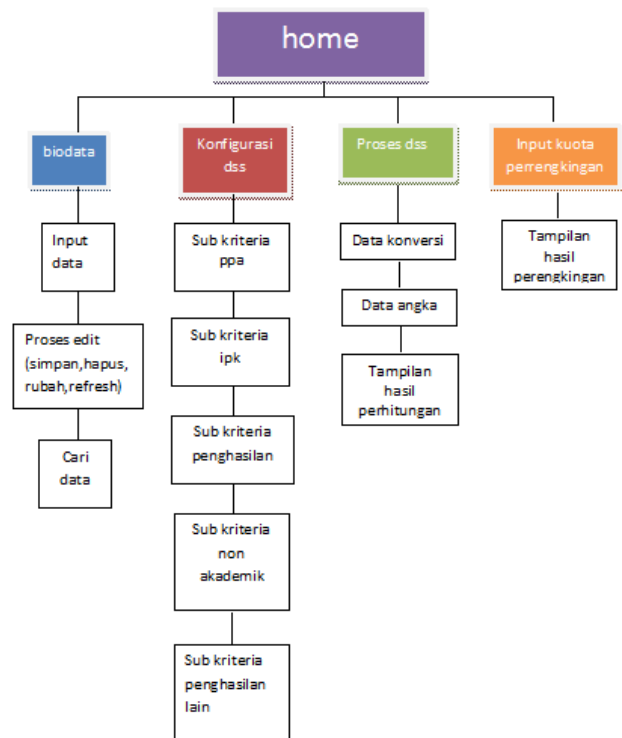 home
biodata
Konfigurasi
dss
Proses dss
Input kuota
perrengkingan
Input
data
Proses edit
(simpan,hapus,
rubah,refresh)
Cari
data
Sub kriteria
ppa
Sub kriteria
ipk
Sub kriteria
penghasilan
Sub kriteria
non
akademik
Sub kriteria
penghasilan
lain
Data konversi
Data angka
Tampilan
hasil
perhitungan
Tampilan
hasil
perengkingan